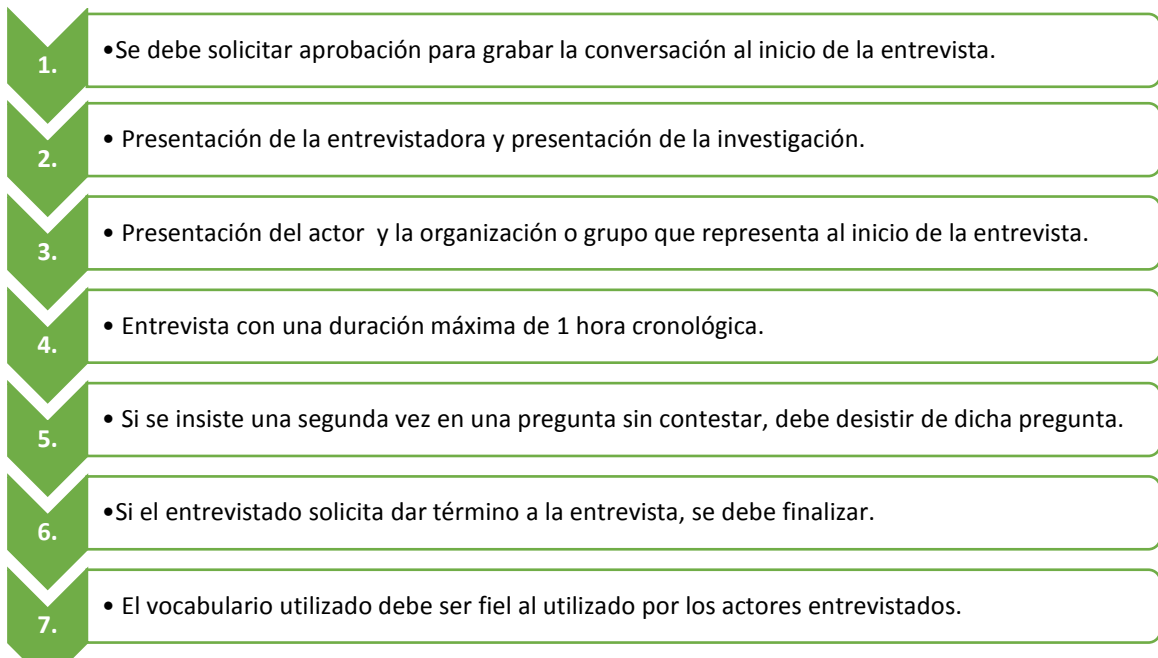 1. •Se debe solicitar aprobación para grabar la conversación al inicio de la entrevista.
2. • Presentación de la entrevistadora y presentación de la investigación.
3. • Presentación del actor y la organización o grupo que representa al inicio de la entrevista.
4. • Entrevista con una duración máxima de 1 hora cronológica.
5. • Si se insiste una segunda vez en una pregunta sin contestar, debe desistir de dicha pregunta.
6. •Si el entrevistado solicita dar término a la entrevista, se debe finalizar.
7. • El vocabulario utilizado debe ser fiel al utilizado por los actores entrevistados.